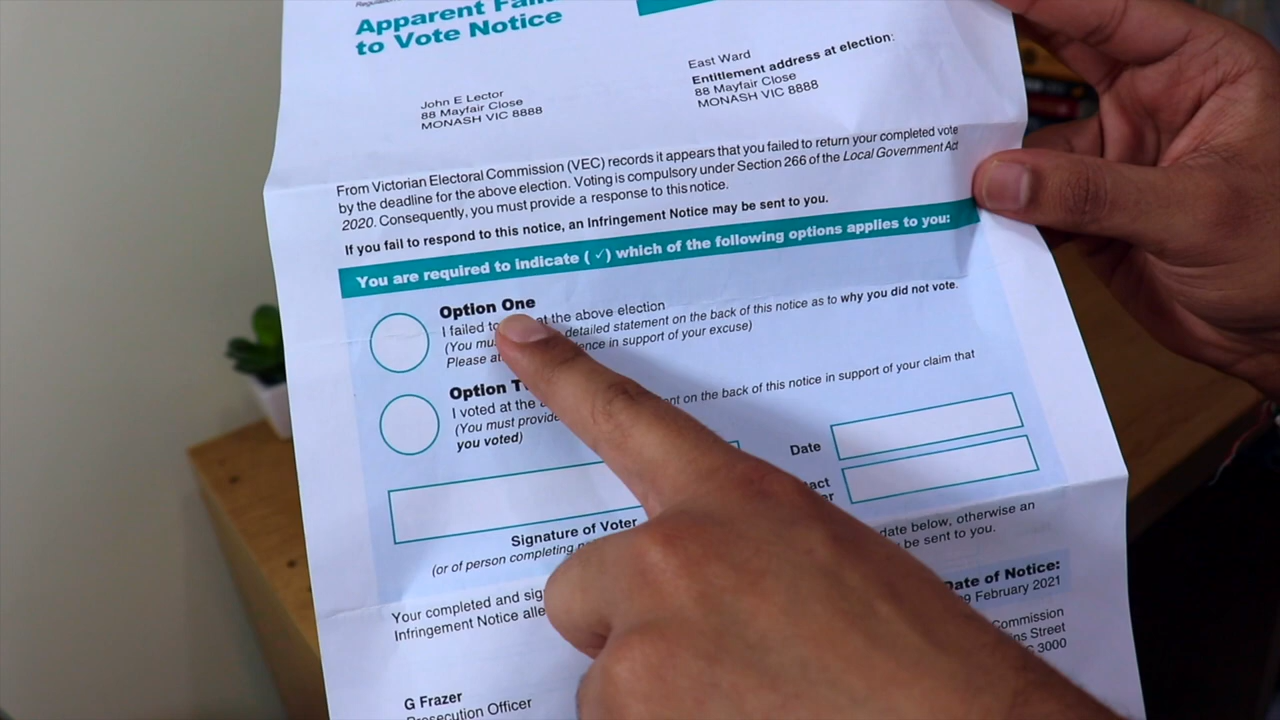 Apparent
to Vote Notice
John E Lector
88 Mayfair Close
MONASH VIC 8888
East Ward
Entitlement address at election:
88 Mayfair Close
MONASH VIC 8888
From Victorian Electoral Commission (VEC) records it appears that you failed to return your completed vote
by the deadline for the above election. Voting is compulsory under Section 266 of the Local Government Act
2020. Consequently, you must provide a response to this notice.
If you fail to respond to this notice, an Infringement Notice may be sent to you.
You are required to indicate ( ✓) which of the following options applies to you:
Option One
I failed to at the above election
(You detailed statement on the back of this notice as to why you did not vote.
Please in support of your excuse)
Option
I voted at the
(You must provide on the back of this notice in support of your claim that
you voted)
Date
Signature of Voter
(or of person completing
date below, otherwise an
be sent to you.
Your completed and
Infringement Notice
Date of Notice:
February 2021
Commission
Street
3000
G Frazer
Prosecution Officer